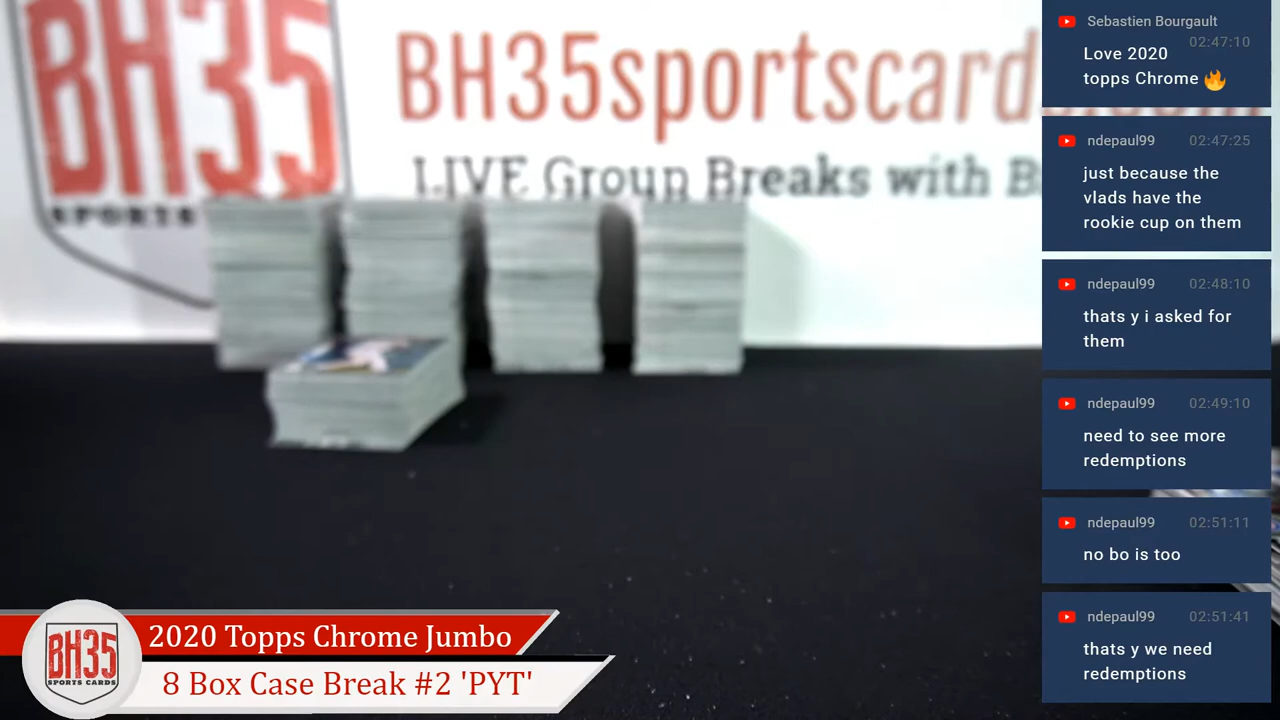 BH35
SPORTS
BH35sportscard
LIVE Group Breaks with B
Sebastien Bourgault
02:47:10
Love 2020
topps Chrome 🔥
ndepaul99 02:47:25
just because the
vlads have the
rookie cup on them
ndepaul99 02:48:10
thats y i asked for
them
ndepaul99 02:49:10
need to see more
redemptions
ndepaul99 02:51:11
no bo is too
ndepaul99 02:51:41
thats y we need
redemptions
BH35
SPORTS CARDS
2020 Topps Chrome Jumbo
8 Box Case Break #2 'PYT'